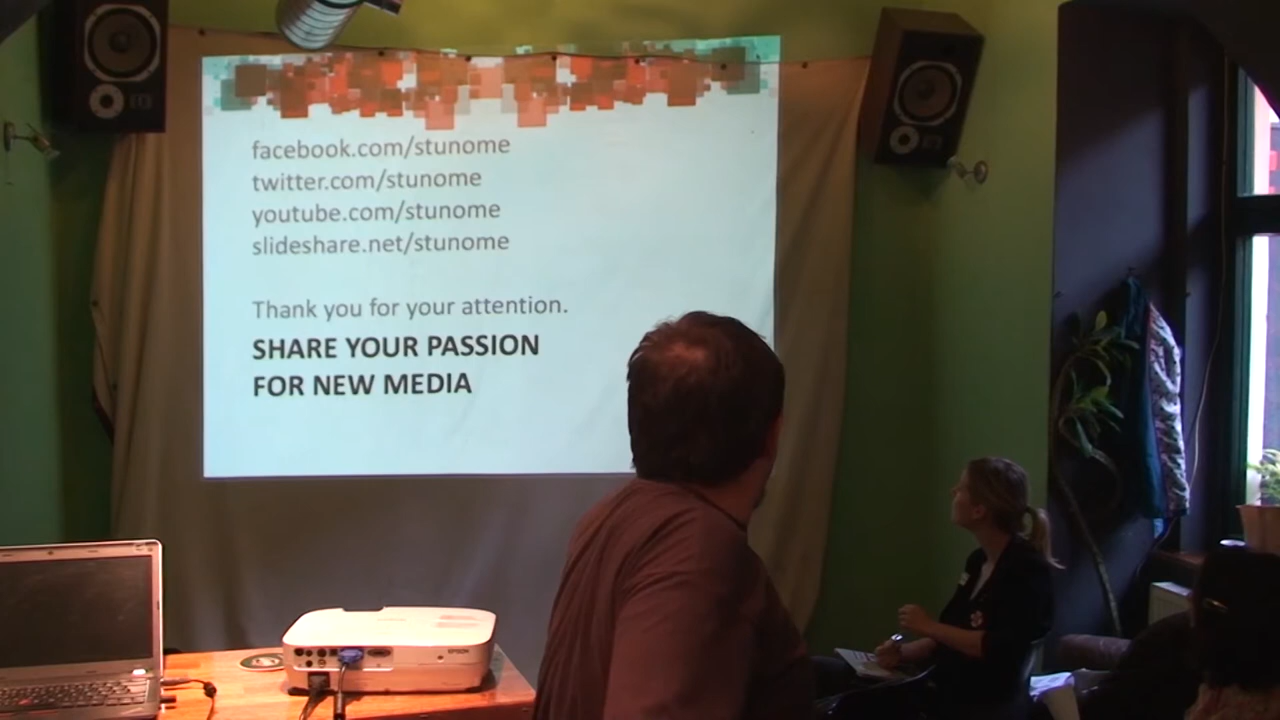 facebook.com/stunome
twitter.com/stunome
youtube.com/stunome
slideshare.net/stunome
Thank you for your attention.
SHARE YOUR PASSION
FOR NEW MEDIA
EPSON